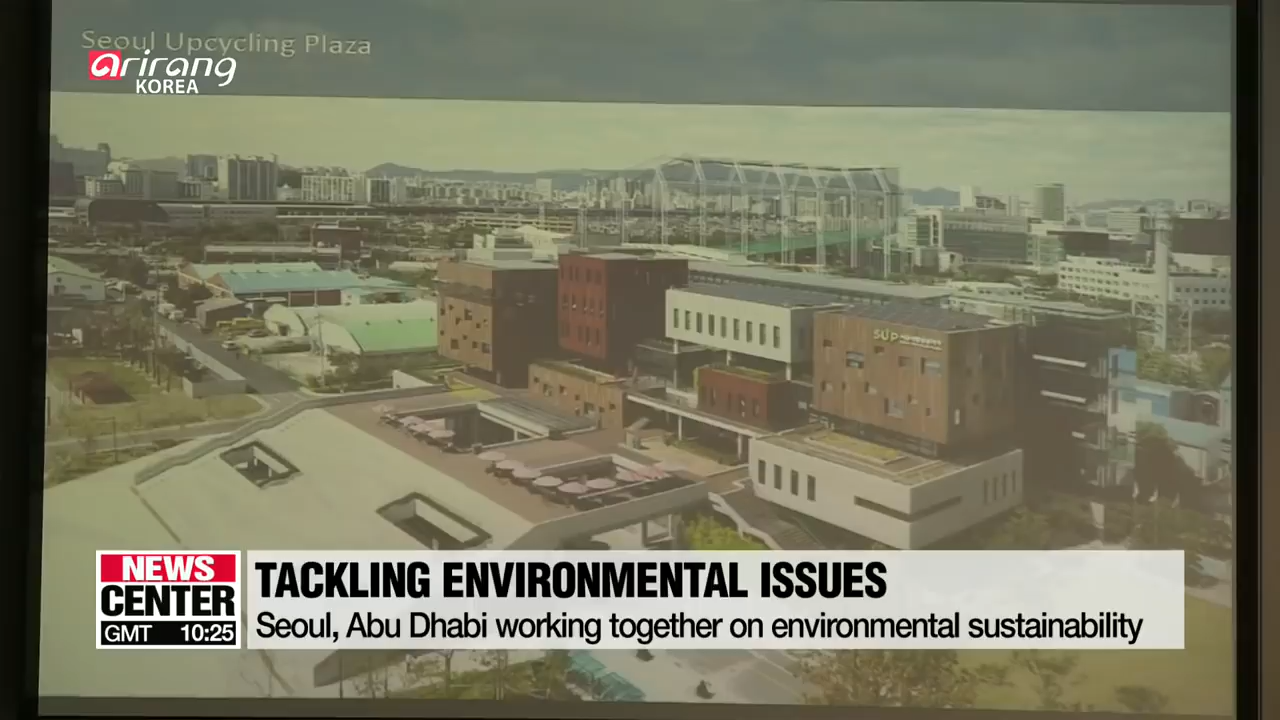 Seoul Upcycling Plaza
arirang
KOREA
SUP
NEWS
CENTER
GMT 10:25
TACKLING ENVIRONMENTAL ISSUES
Seoul, Abu Dhabi working together on environmental sustainability